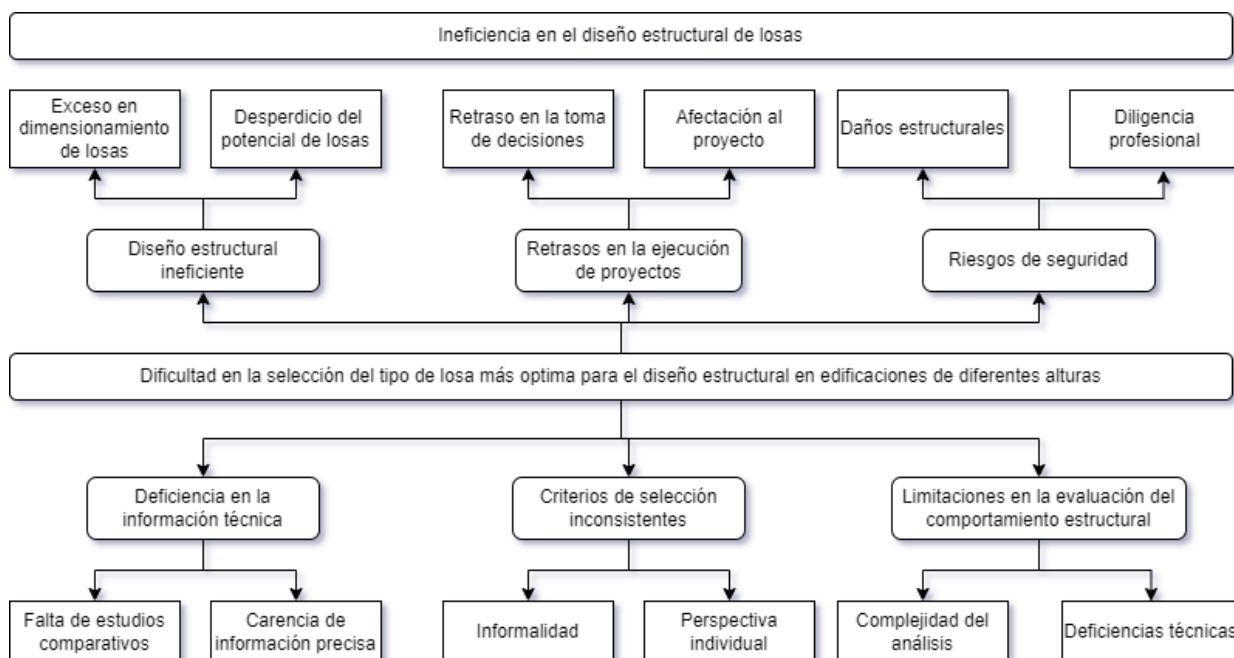 Ineficiencia en el diseño estructural de losas
Exceso en
dimensionamiento
de losas
Desperdicio del
potencial de losas
Retraso en la toma
de decisiones
Afectación al
proyecto
Daños estructurales
Diligencia
profesional
Diseño estructural
ineficiente
Retrasos en la ejecución
de proyectos
Riesgos de seguridad
Dificultad en la selección del tipo de losa más optima para el diseño estructural en edificaciones de diferentes alturas
Deficiencia en la
información técnica
Criterios de selección
inconsistentes
Limitaciones en la evaluación del
comportamiento estructural
Falta de estudios
comparativos
Carencia de
información precisa
Informalidad
Perspectiva
individual
Complejidad del
análisis
Deficiencias técnicas